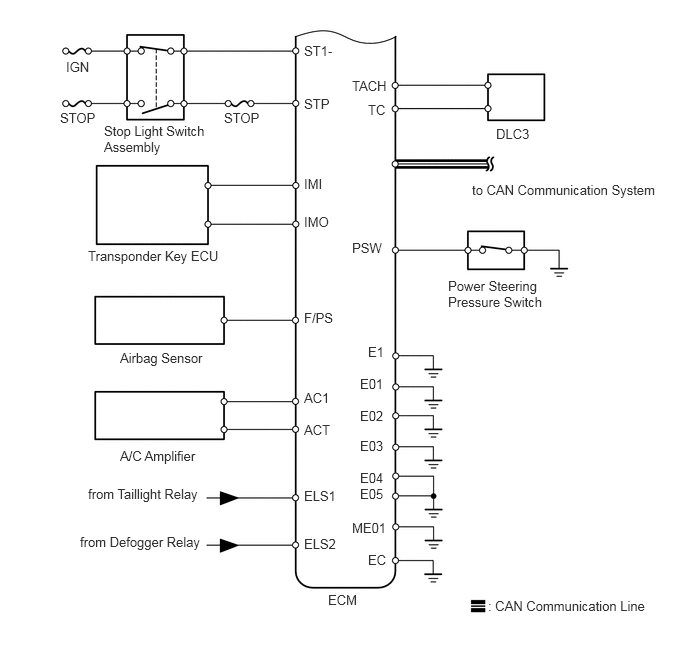 IGN
ST1-
STOP
STOP
STP
Stop Light Switch
Assembly
IMI
IMO
Transponder Key ECU
F/PS
Airbag Sensor
AC1
ACT
A/C Amplifier
from Taillight Relay
ELS1
from Defogger Relay
ELS2
ECM
TACH
TC
DLC3
to CAN Communication System
PSW
Power Steering
Pressure Switch
E1
E01
E02
E03
E04
E05
ME01
EC
: CAN Communication Line